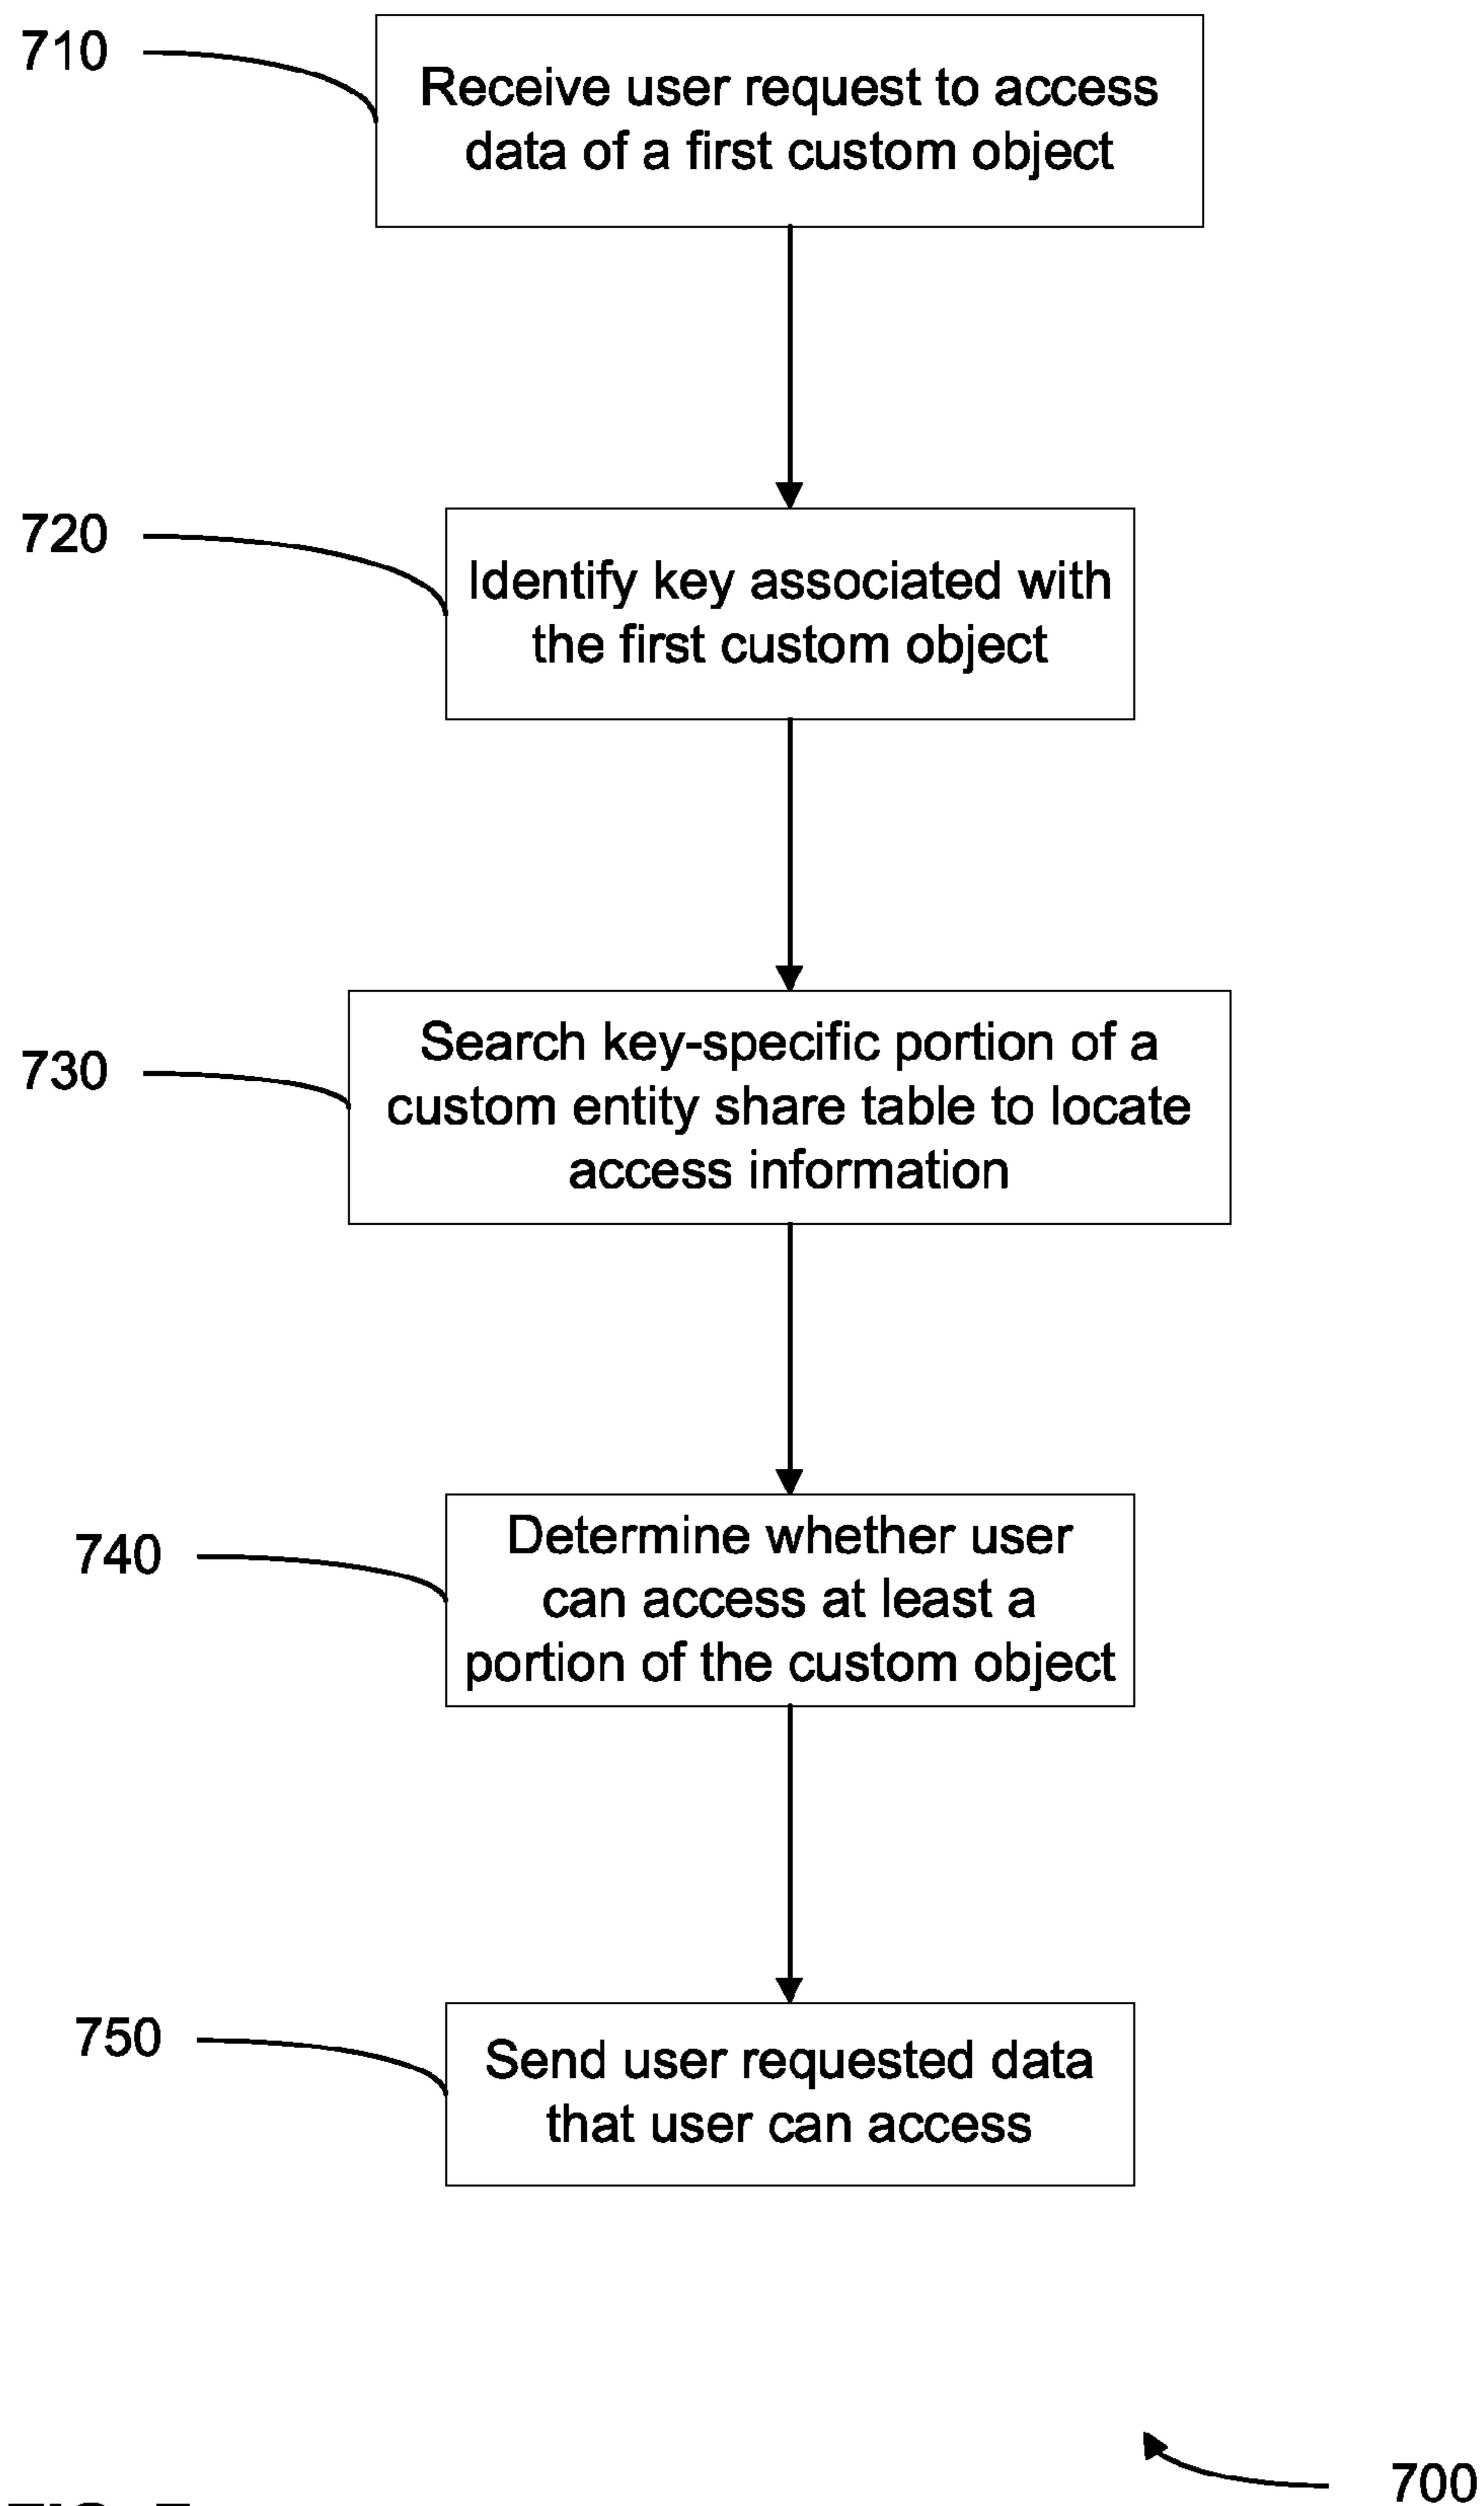 710
Receive user request to access
data of a first custom object
720
Identify key associated with
the first custom object
730
Search key-specific portion of a
custom entity share table to locate
access information
740
Determine whether user
can access at least a
portion of the custom object
750
Send user requested data
that user can access
700